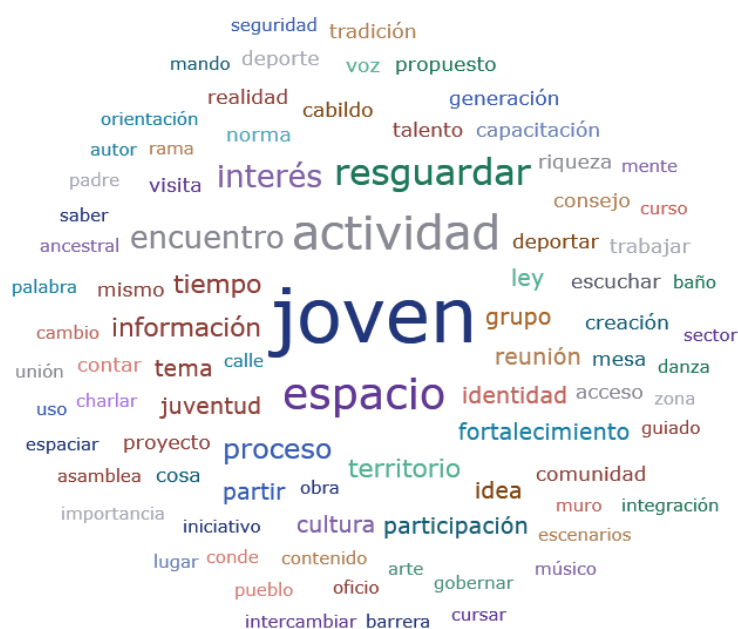 seguridad tradición
mando deporte voz propuesto
realidad cabildo generación
orientación norma talento capacitación
autor rama interés resguardar riqueza mente
padre visita consejo curso
saber encuentro actividad deportar trabajar
ancestral
palabra mismo tiempo joven ley escuchar baño
cambio información grupo creación sector
unión contar tema calle reunión mesa danza
uso charlar juventud espacio identidad acceso zona
espaciar proyecto proceso fortalecimiento guiado
asamblea cosa partir obra territorio idea comunidad
importancia iniciativo cultura participación muro integración
escenarios
lugar conde contenido arte gobernar músico
pueblo oficio
intercambiar barrera cursar